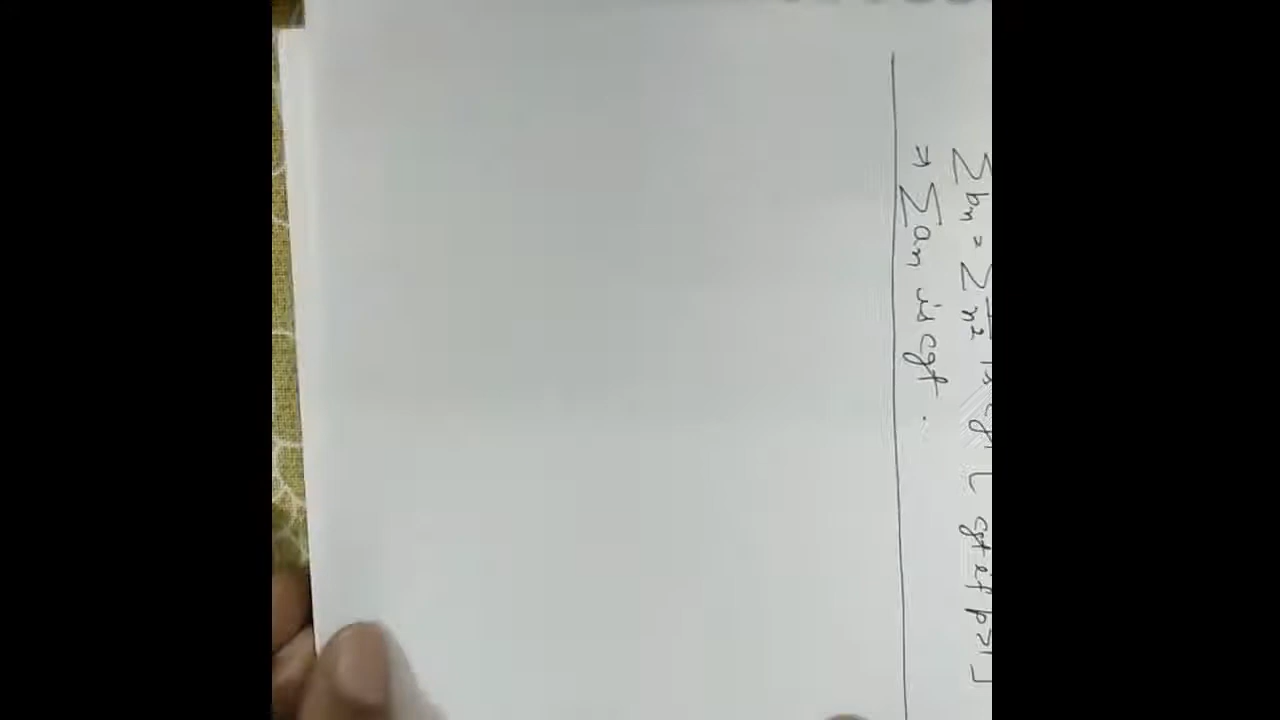 ∑bn = ∑ 1/n² is cgt [ cgt if p>1 ]
⇒ ∑an is cgt .